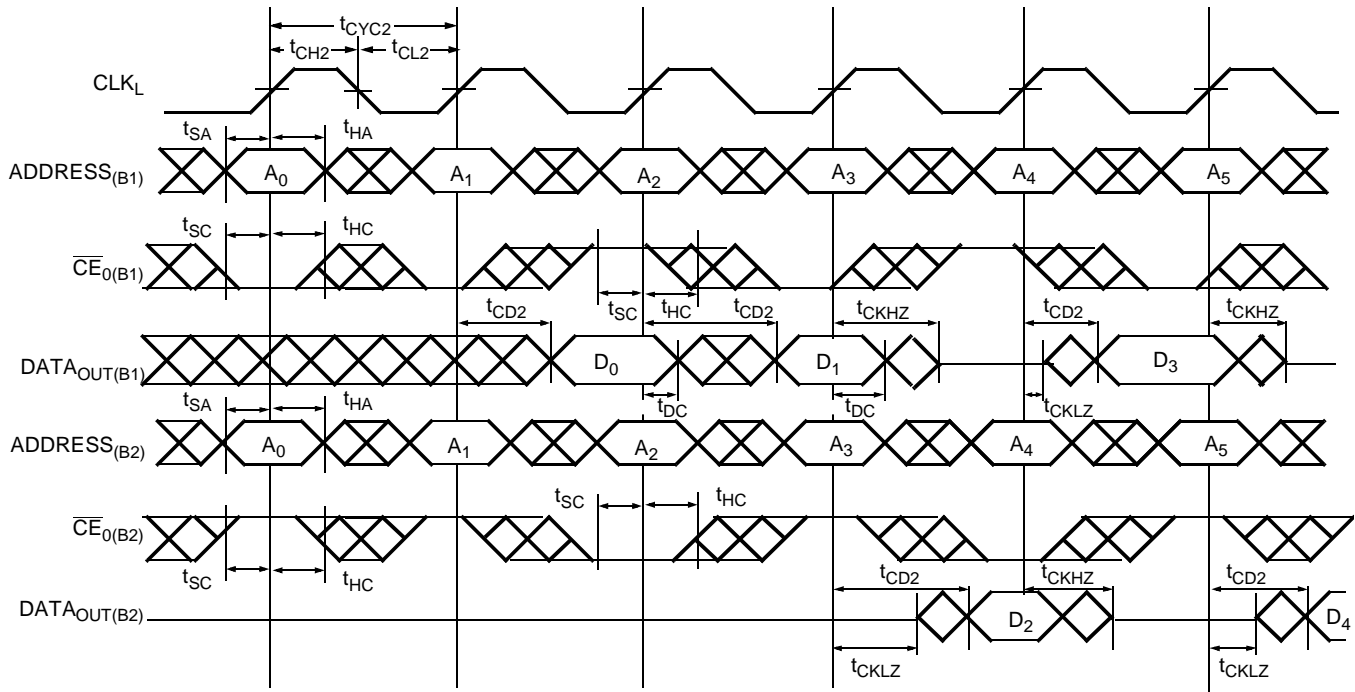 tCYC2
tCH2 tCL2
CLKL
tSA tHA
ADDRESS(B1) A0 A1 A2 A3 A4 A5
tSC tHC
CE0(B1)
tCD2 tSC tHC tCD2 tCKHZ tCD2 tCKHZ
DATAOUT(B1) D0 D1 D3
tSA tHA tDC tDC tCKLZ
ADDRESS(B2) A0 A1 A2 A3 A4 A5
tSC tHC
CE0(B2)
tSC tHC tCD2 tCKHZ tCD2
DATAOUT(B2) D2 D4
tCKLZ tCKLZ